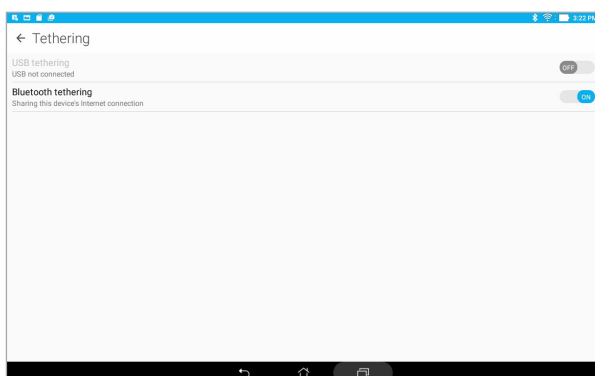 3:22 PM
Tethering
USB tethering
USB not connected
OFF
Bluetooth tethering
Sharing this device's Internet connection
ON